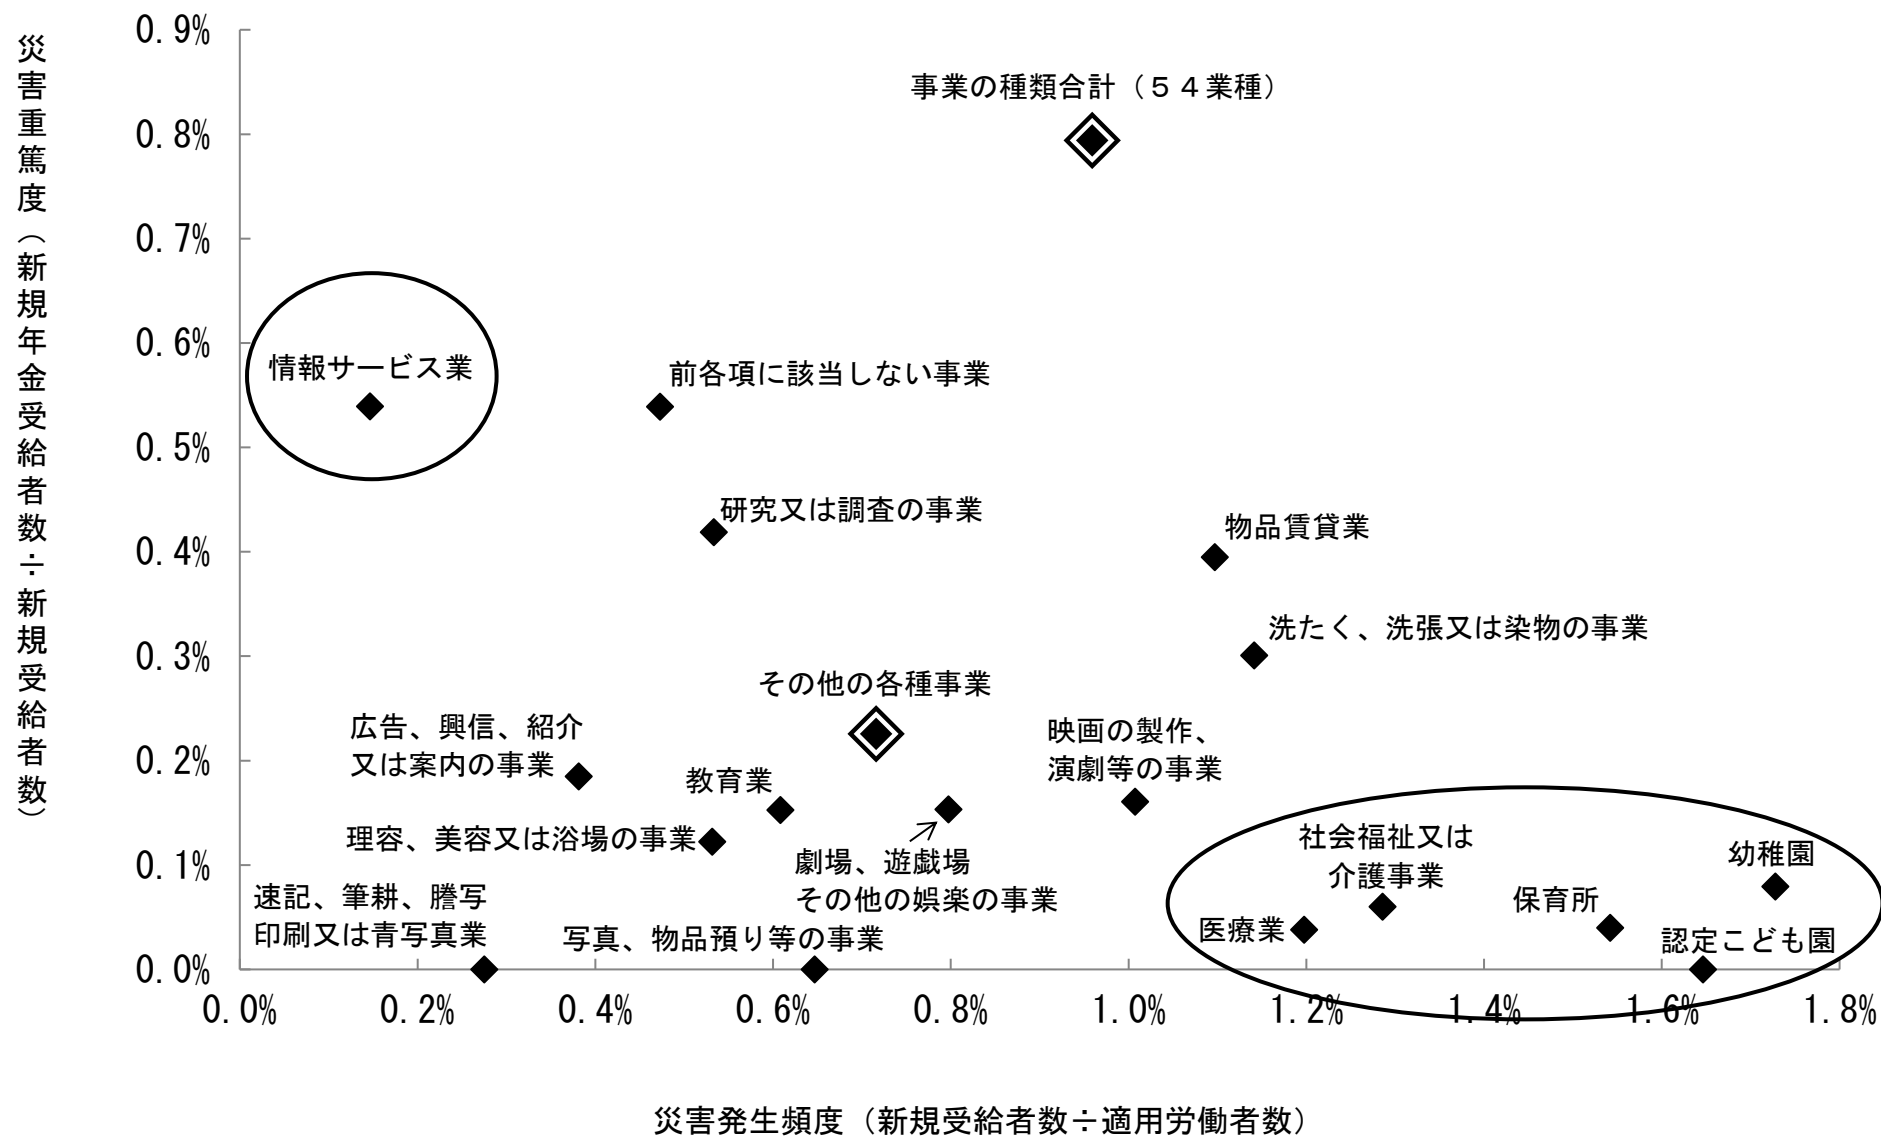 災害重篤度（新規年金受給者数÷新規受給者数）
0.9%
0.8%
0.7%
0.6%
0.5%
0.4%
0.3%
0.2%
0.1%
0.0%
事業の種類合計（５４業種）
情報サービス業
前各項に該当しない事業
研究又は調査の事業
物品賃貸業
洗たく、洗張又は染物の事業
その他の各種事業
広告、興信、紹介
又は案内の事業
教育業
映画の製作、
演劇等の事業
理容、美容又は浴場の事業
劇場、遊戯場
その他の娯楽の事業
社会福祉又は
介護事業
幼稚園
保育所
医療業
認定こども園
速記、筆耕、謄写
印刷又は青写真業
写真、物品預り等の事業
0.0%
0.2%
0.4%
0.6%
0.8%
1.0%
1.2%
1.4%
1.6%
1.8%
災害発生頻度（新規受給者数÷適用労働者数）